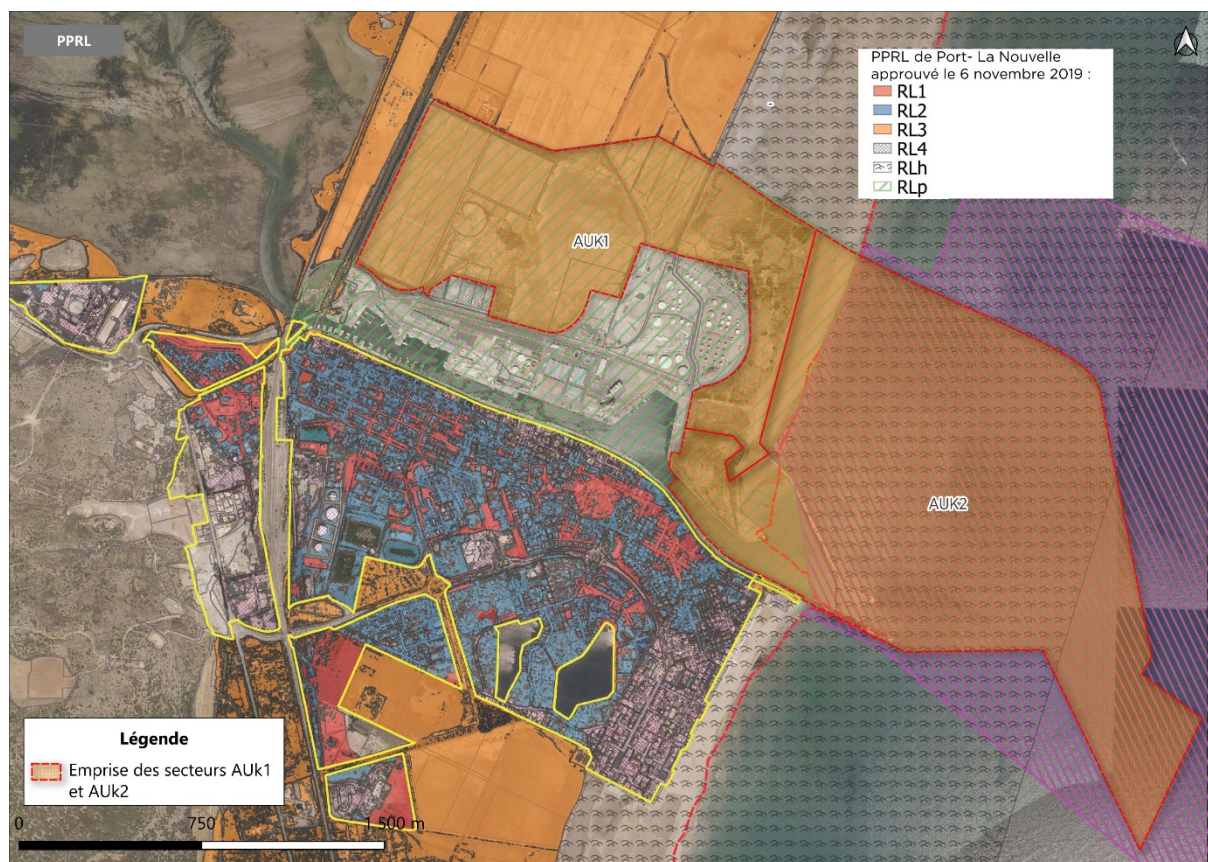 PPRL
PPRL de Port- La Nouvelle
approuvé le 6 novembre 2019 :
RL1
RL2
RL3
RL4
RLh
RLp
AUK1
AUK2
Légende
Emprise des secteurs AUk1
et AUk2
0
750
1 500 m